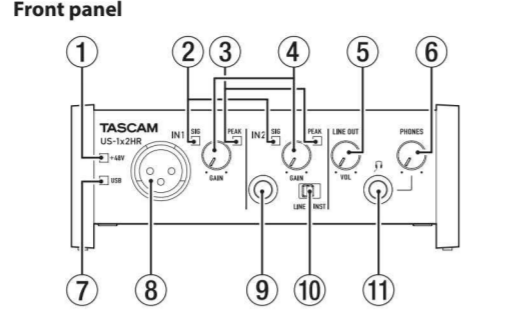 Front panel
① ② ③ ④ ⑤ ⑥
TASCAM
US-1x2HR
IN1 SIG PEAK IN2 SIG PEAK LINE OUT PHONES
+48V
USB
GAIN GAIN VOL
LINE INST
⑦ ⑧ ⑨ ⑩ ⑪